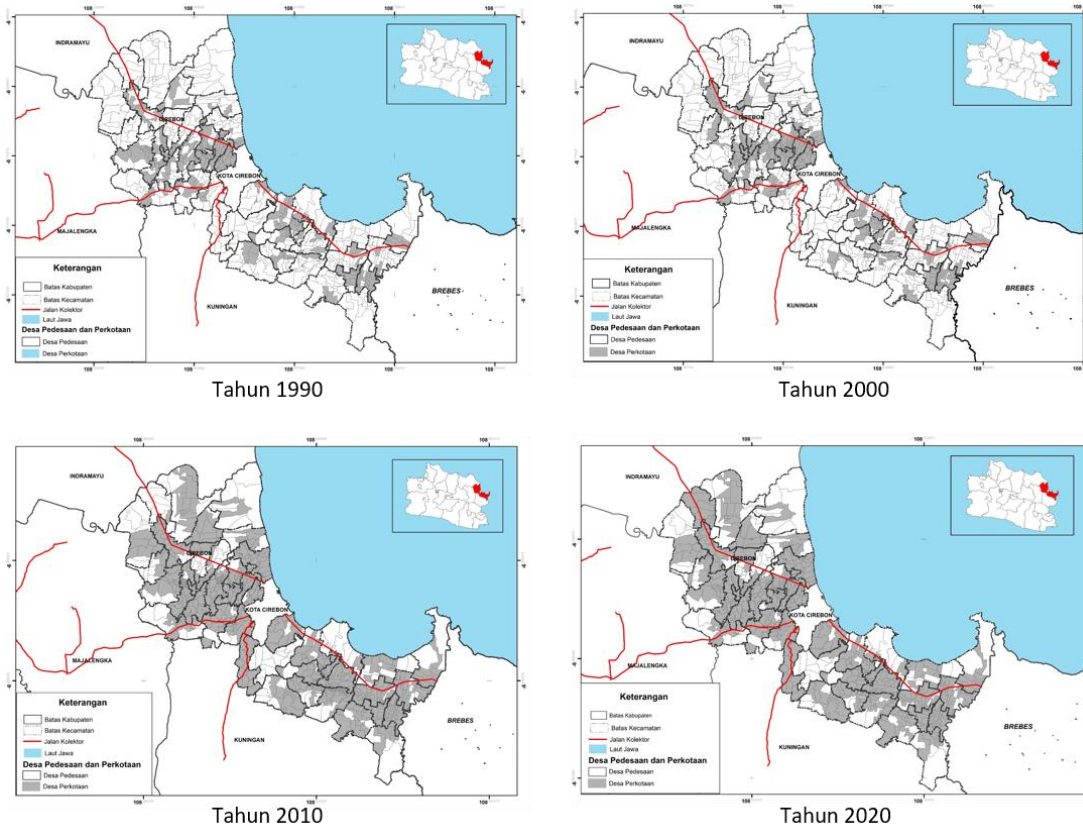 INDRAMAYU
CIREBON
KOTA CIREBON
MAJALENGKA
KUNINGAN
BREBES
Keterangan
Batas Kabupaten
Batas Kecamatan
Jalan Kolektor
Laut Jawa
Desa Pedesaan dan Perkotaan
Desa Pedesaan
Desa Perkotaan
Tahun 1990
INDRAMAYU
CIREBON
KOTA CIREBON
MAJALENGKA
KUNINGAN
BREBES
Keterangan
Batas Kabupaten
Batas Kecamatan
Jalan Kolektor
Laut Jawa
Desa Pedesaan dan Perkotaan
Desa Pedesaan
Desa Perkotaan
Tahun 2000
INDRAMAYU
CIREBON
KOTA CIREBON
MAJALENGKA
KUNINGAN
BREBES
Keterangan
Batas Kabupaten
Batas Kecamatan
Jalan Kolektor
Laut Jawa
Desa Pedesaan dan Perkotaan
Desa Pedesaan
Desa Perkotaan
Tahun 2010
INDRAMAYU
CIREBON
KOTA CIREBON
MAJALENGKA
KUNINGAN
BREBES
Keterangan
Batas Kabupaten
Batas Kecamatan
Jalan Kolektor
Laut Jawa
Desa Pedesaan dan Perkotaan
Desa Pedesaan
Desa Perkotaan
Tahun 2020